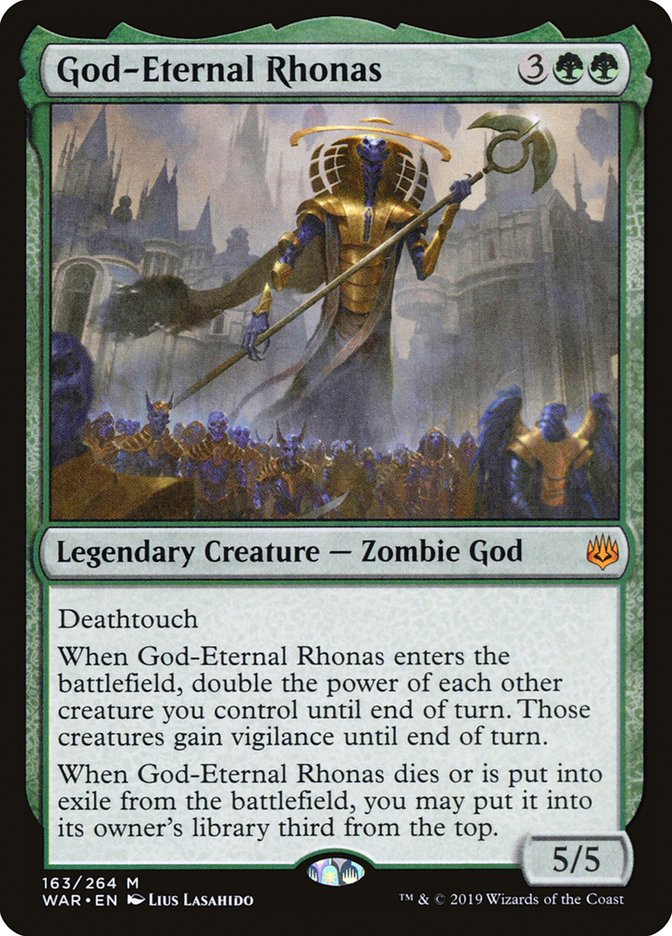 God-Eternal Rhonas 3
Legendary Creature — Zombie God
Deathtouch
When God-Eternal Rhonas enters the
battlefield, double the power of each other
creature you control until end of turn. Those
creatures gain vigilance until end of turn.
When God-Eternal Rhonas dies or is put into
exile from the battlefield, you may put it into
its owner's library third from the top.
5/5
163/264 M
WAR • EN Lius Lasahido
™ & © 2019 Wizards of the Coast